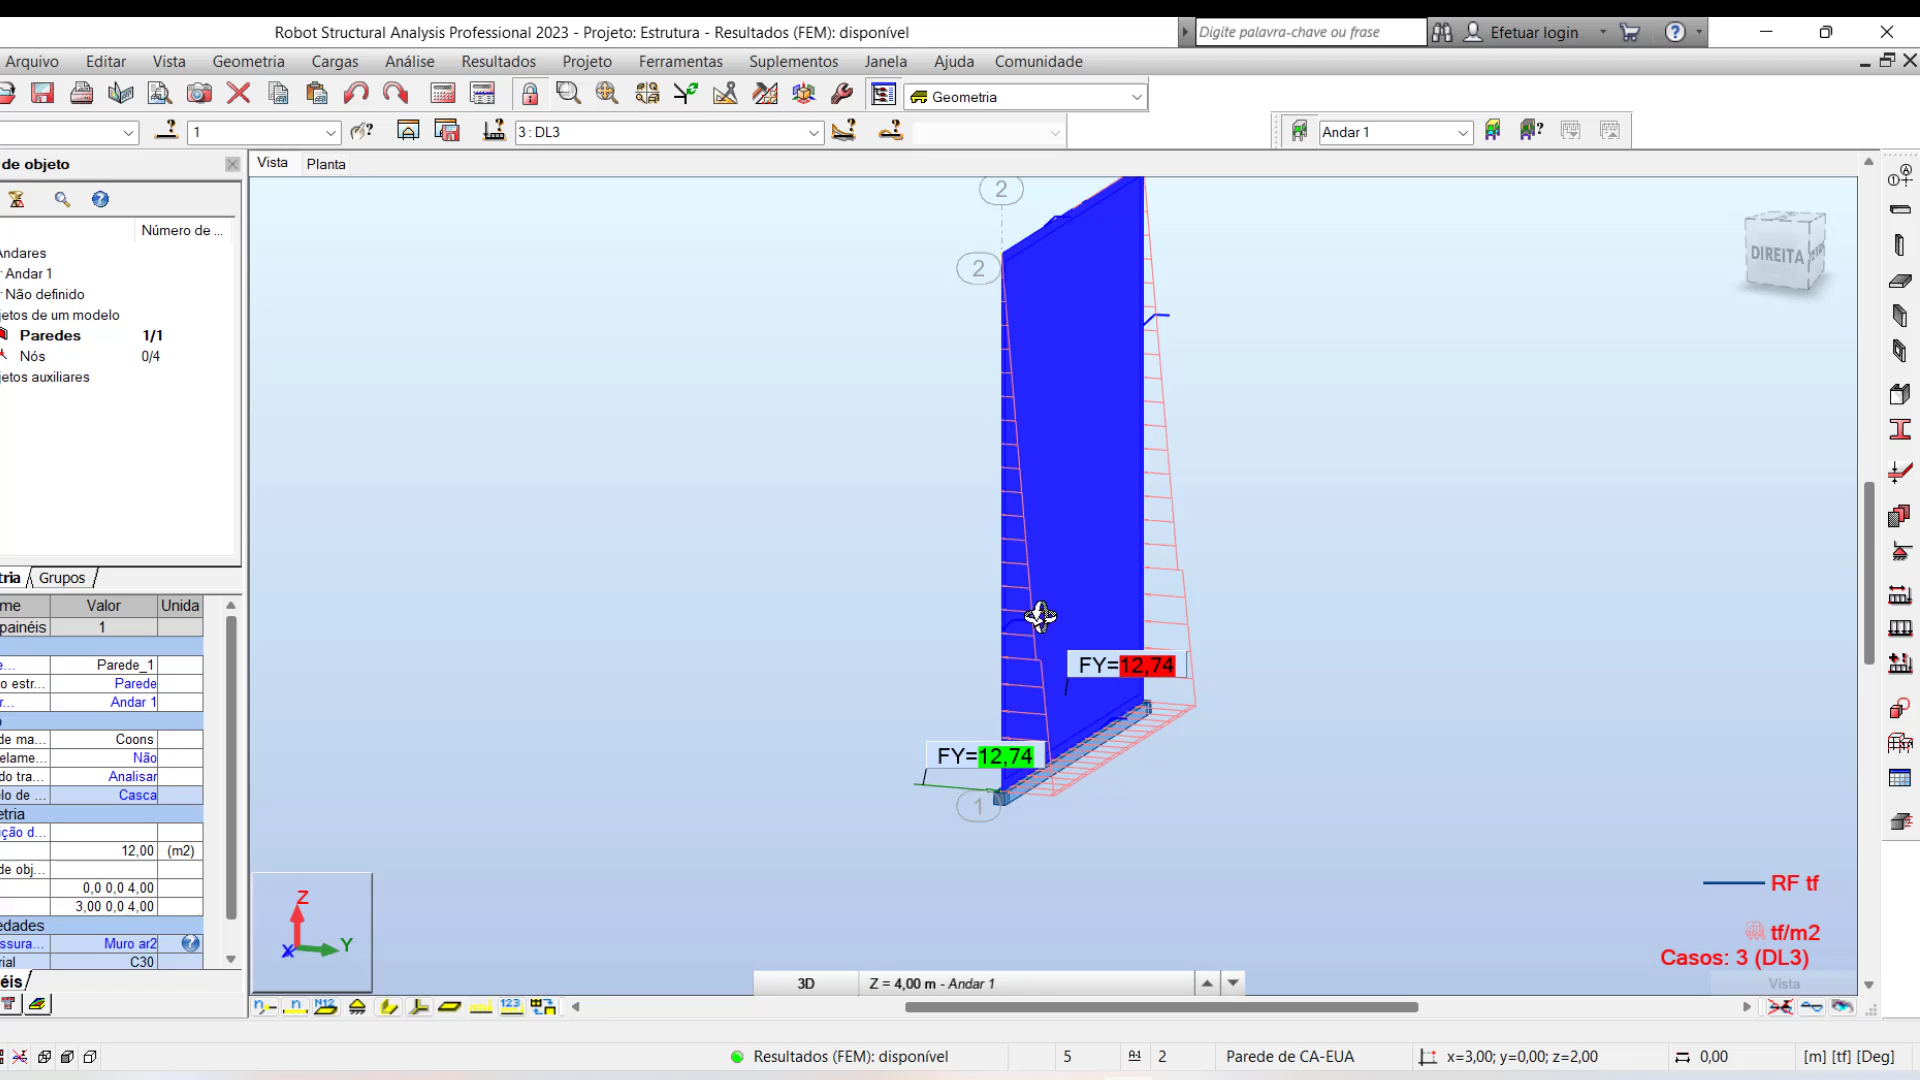 Robot Structural Analysis Professional 2023 - Projeto: Estrutura - Resultados (FEM): disponível
Digite palavra-chave ou frase
Efetuar login
Arquivo Editar Vista Geometria Cargas Análise Resultados Projeto Ferramentas Suplementos Janela Ajuda Comunidade
Geometria
1
3 : DL3
Andar 1
de objeto
Vista
Planta
Número de ...
Andares
Andar 1
Não definido
jetos de um modelo
Paredes 1/1
Nós 0/4
jetos auxiliares
2
2
DIREITA
FY=12,74
FY=12,74
1
tria
Grupos
me Valor Unida
painéis 1
e... Parede_1
o estr... Parede
r... Andar 1
o
de ma... Coons
elame... Não
do tra... Analisar
elo de ... Casca
etria
ição d...
12,00 (m2)
de obj...
0,0 0,0 4,00
3,00 0,0 4,00
edades
ssura... Muro ar2
rial C30
éis
Z
X
Y
RF tf
tf/m2
Casos: 3 (DL3)
Vista
3D
Z = 4,00 m - Andar 1
Resultados (FEM): disponível
5
2
Parede de CA-EUA
x=3,00; y=0,00; z=2,00
0,00
[m] [tf] [Deg]